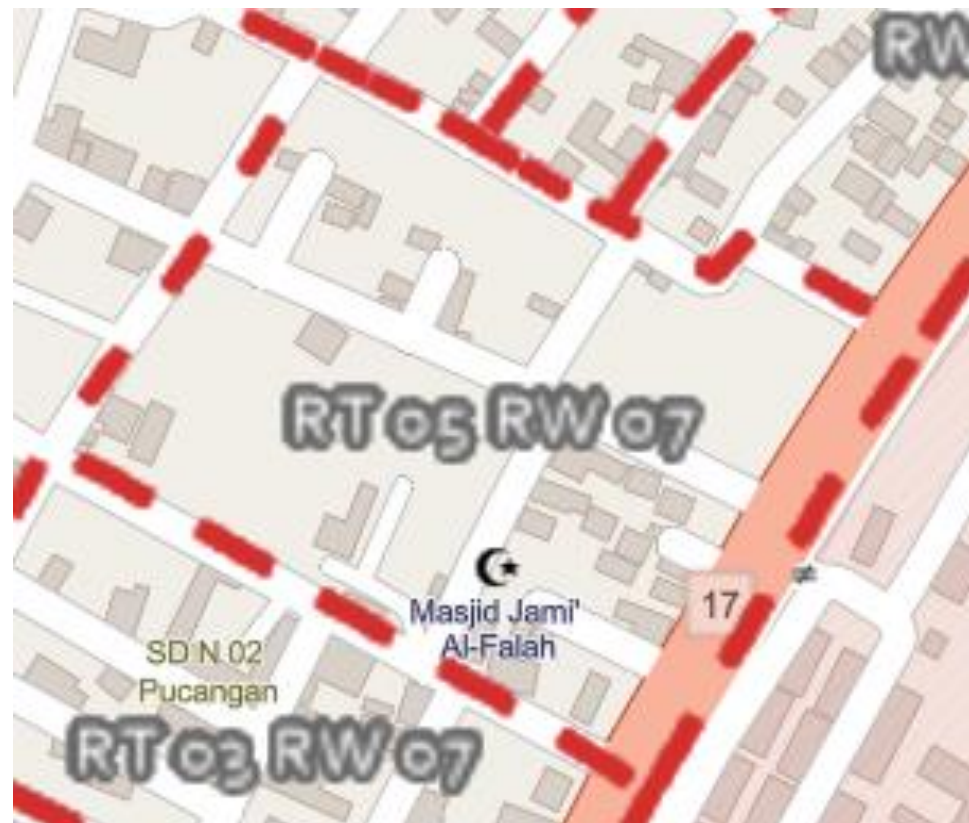 RW
RT 05 RW 07
17
Masjid Jami'
Al-Falah
SD N 02
Pucangan
RT 03 RW 07